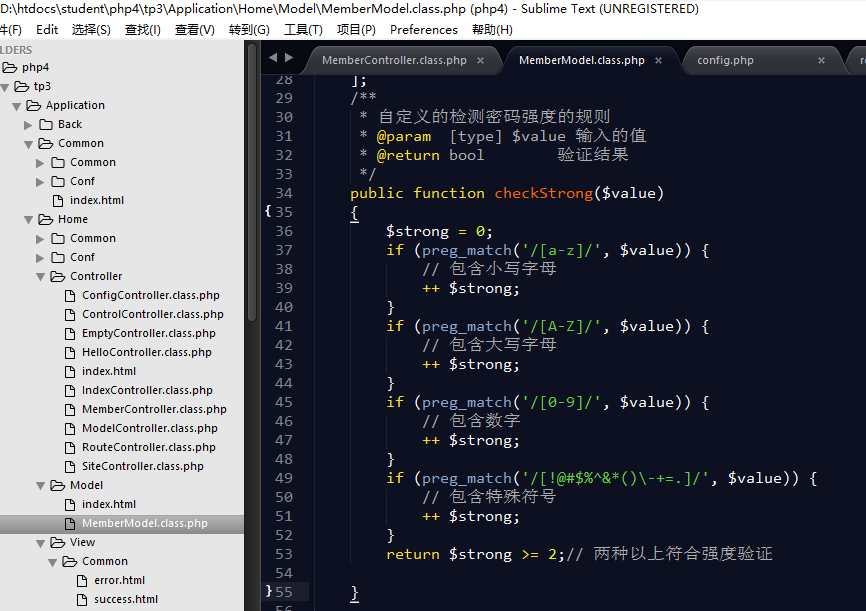 D:\htdocs\student\php4\tp3\Application\Home\Model\MemberModel.class.php (php4) - Sublime Text (UNREGISTERED)
件(F) Edit 选择(S) 查找(I) 查看(V) 转到(G) 工具(T) 项目(P) Preferences 帮助(H)
LDERS
php4
tp3
Application
Back
Common
Common
Conf
index.html
Home
Common
Conf
Controller
ConfigController.class.php
ControlController.class.php
EmptyController.class.php
HelloController.class.php
index.html
IndexController.class.php
MemberController.class.php
ModelController.class.php
RouteController.class.php
SiteController.class.php
Model
index.html
MemberModel.class.php
View
Common
error.html
success.html
MemberController.class.php × MemberModel.class.php × config.php × r
28 ];
29 /**
30 * 自定义的检测密码强度的规则
31 * @param [type] $value 输入的值
32 * @return bool 验证结果
33 */
34 public function checkStrong($value)
{ 35 {
36 $strong = 0;
37 if (preg_match('/[a-z]/', $value)) {
38 // 包含小写字母
39 ++ $strong;
40 }
41 if (preg_match('/[A-Z]/', $value)) {
42 // 包含大写字母
43 ++ $strong;
44 }
45 if (preg_match('/[0-9]/', $value)) {
46 // 包含数字
47 ++ $strong;
48 }
49 if (preg_match('/[!@#$%^&*()\-+=.]/', $value)) {
50 // 包含特殊符号
51 ++ $strong;
52 }
53 return $strong >= 2;// 两种以上符合强度验证
54
} 55 }